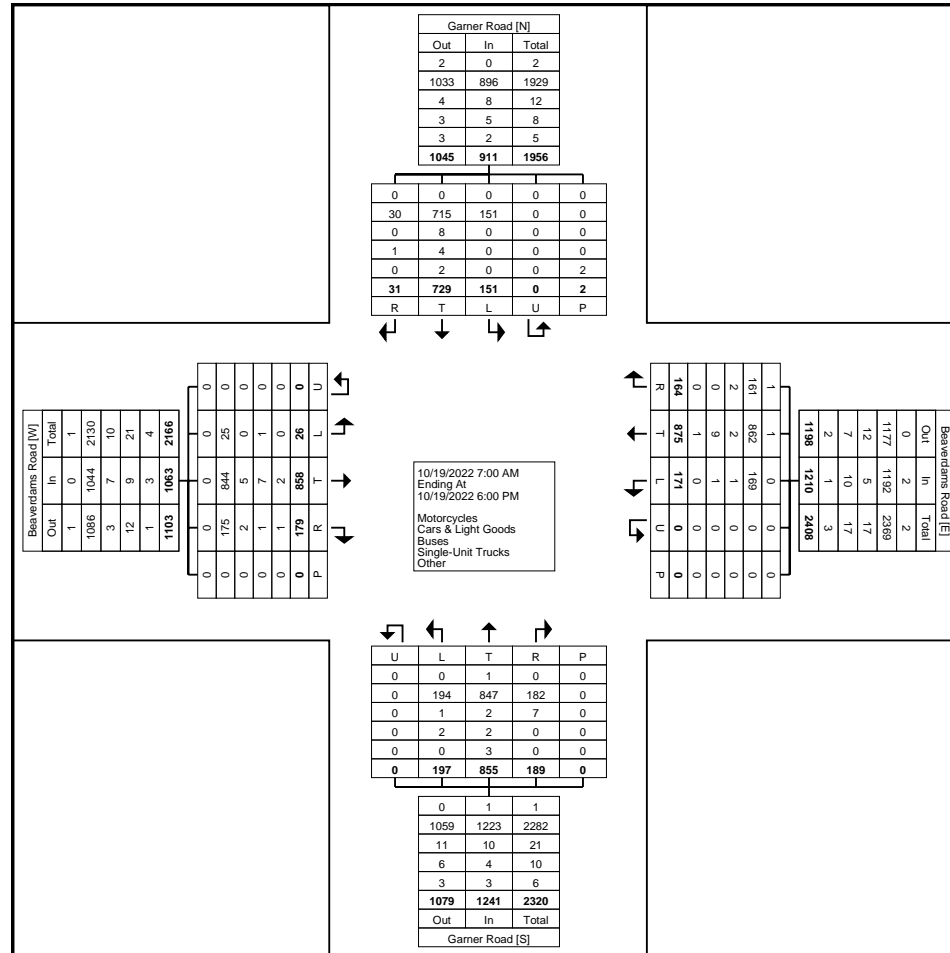 Garner Road [N]
Out In Total
2 0 2
1033 896 1929
4 8 12
3 5 8
3 2 5
1045 911 1956
0 0 0 0 0
30 715 151 0 0
0 8 0 0 0
1 4 0 0 0
0 2 0 0 2
31 729 151 0 2
R T L U P
Beaverdams Road [W]
Total 1 2130 10 21 4 2166
In 0 1044 7 9 3 1063
Out 1 1086 3 12 1 1103
0 0 0 0 0 0 U
0 25 0 1 0 26 L
0 844 5 7 2 858 T
0 175 2 1 1 179 R
0 0 0 0 0 0 P
10/19/2022 7:00 AM
Ending At
10/19/2022 6:00 PM
Motorcycles
Cars & Light Goods
Buses
Single-Unit Trucks
Other
R 164 0 0 2 161 1
T 875 1 9 2 862 1
L 171 0 1 1 169 0
U 0 0 0 0 0 0
P 0 0 0 0 0 0
1198 2 7 12 1177 0 Out
1210 1 10 5 1192 2 In
2408 3 17 17 2369 2 Total
Beaverdams Road [E]
U L T R P
0 0 1 0 0
0 194 847 182 0
0 1 2 7 0
0 2 2 0 0
0 0 3 0 0
0 197 855 189 0
0 1 1
1059 1223 2282
11 10 21
6 4 10
3 3 6
1079 1241 2320
Out In Total
Garner Road [S]